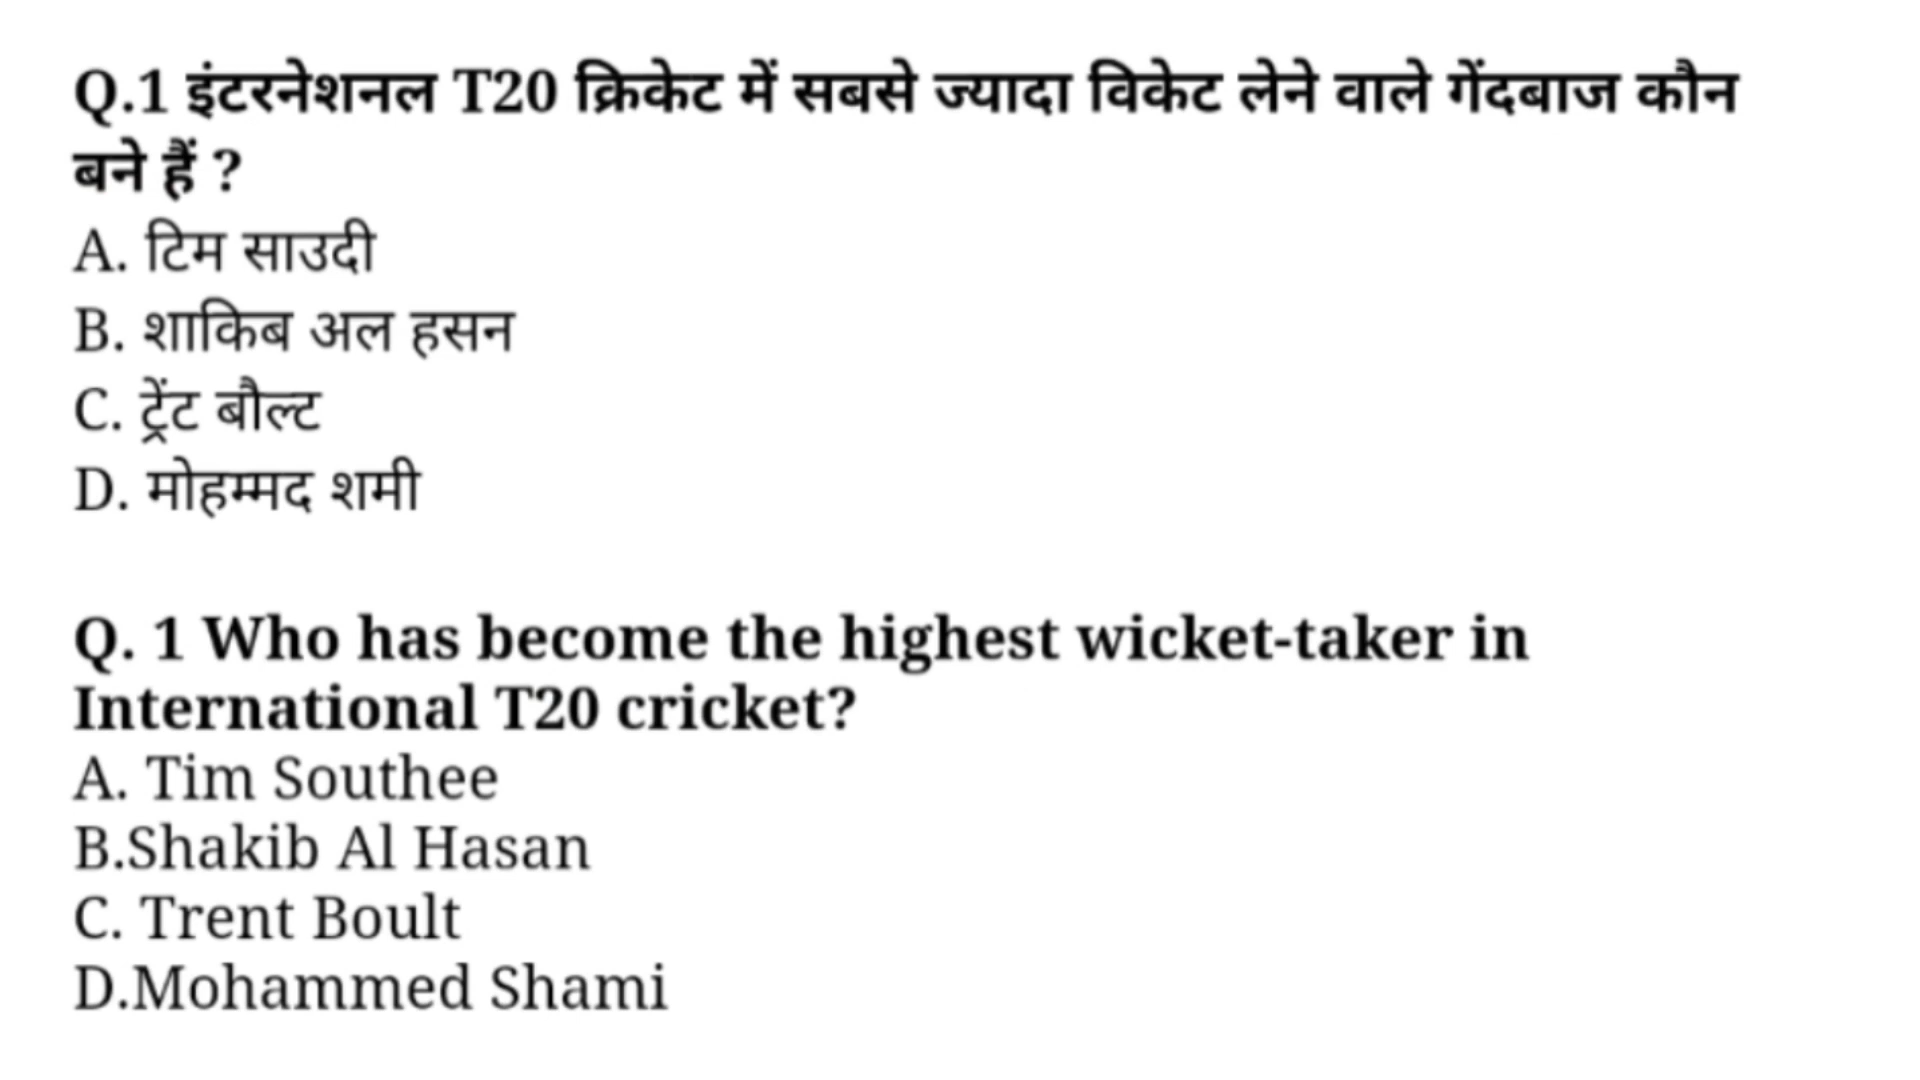 Q.1 इंटरनेशनल T20 क्रिकेट में सबसे ज्यादा विकेट लेने वाले गेंदबाज कौन
बने हैं ?
A. टिम साउदी
B. शाकिब अल हसन
C. ट्रेंट बौल्ट
D. मोहम्मद शमी
Q. 1 Who has become the highest wicket-taker in
International T20 cricket?
A. Tim Southee
B.Shakib Al Hasan
C. Trent Boult
D.Mohammed Shami